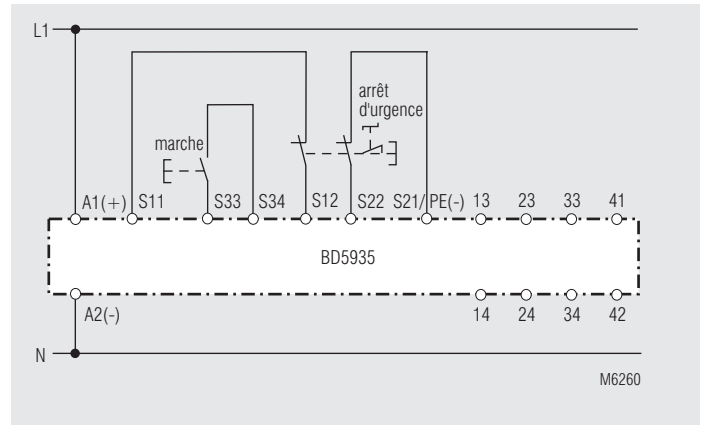 L1
arrêt
d'urgence
marche
A1(+) S11 S33 S34 S12 S22 S21/PE(-) 13 23 33 41
BD5935
A2(-) 14 24 34 42
N
M6260